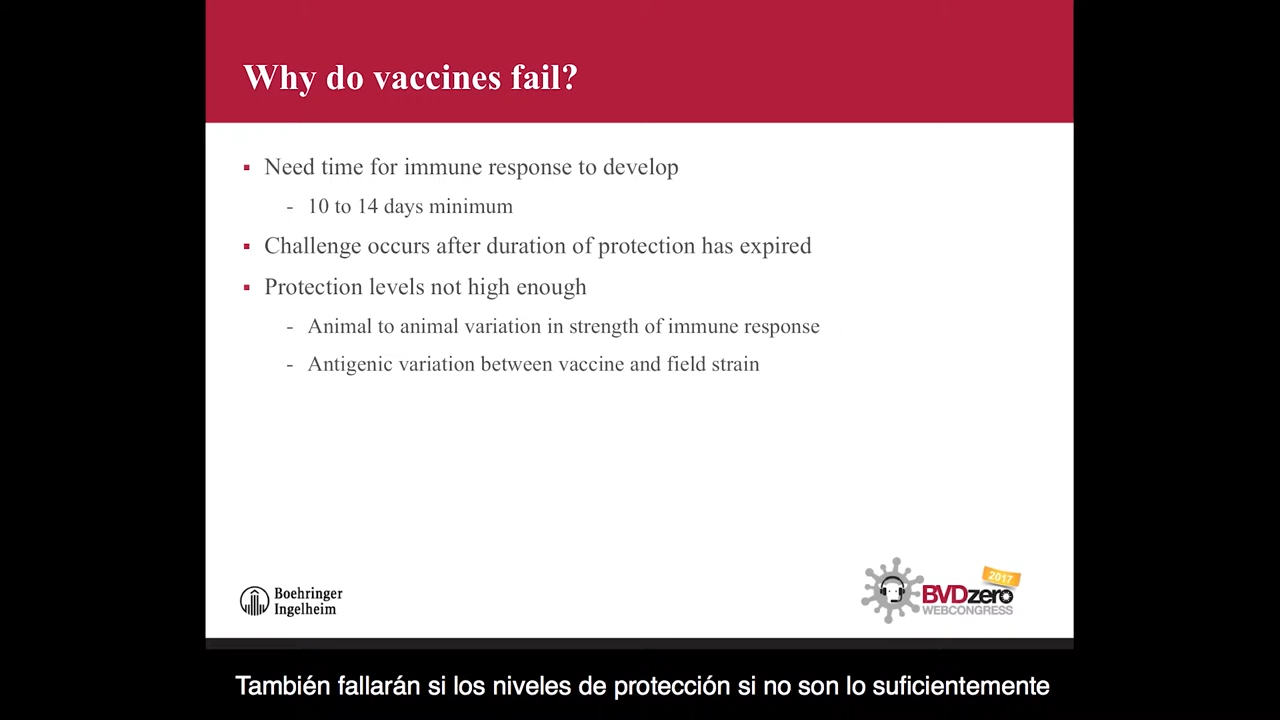 Why do vaccines fail?
▪ Need time for immune response to develop
- 10 to 14 days minimum
▪ Challenge occurs after duration of protection has expired
▪ Protection levels not high enough
- Animal to animal variation in strength of immune response
- Antigenic variation between vaccine and field strain
Boehringer
Ingelheim
2017
BVDzero
WEBCONGRESS
También fallarán si los niveles de protección si no son lo suficientemente